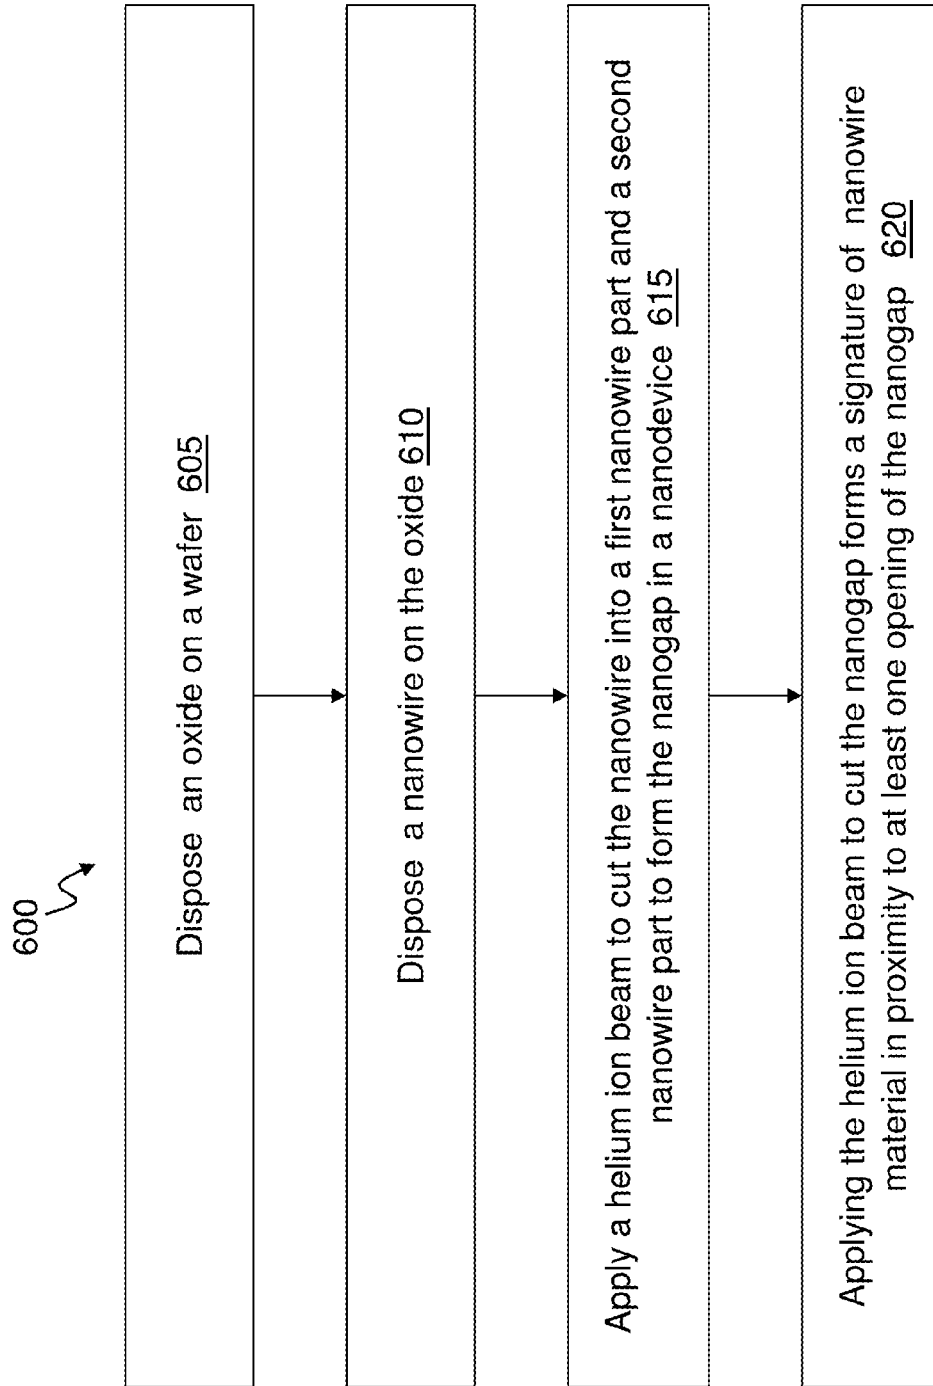 600
Dispose an oxide on a wafer 605
Dispose a nanowire on the oxide 610
Apply a helium ion beam to cut the nanowire into a first nanowire part and a second
nanowire part to form the nanogap in a nanodevice 615
Applying the helium ion beam to cut the nanogap forms a signature of nanowire
material in proximity to at least one opening of the nanogap 620